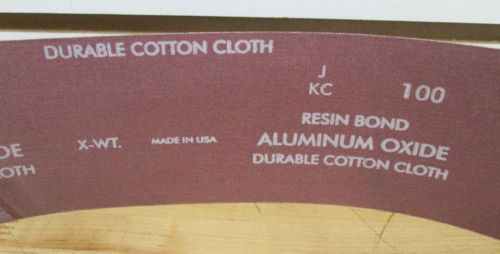 DURABLE COTTON CLOTH
J
KC
100
RESIN BOND
ALUMINUM OXIDE
DURABLE COTTON CLOTH
X-WT.
MADE IN USA
DE
OTH